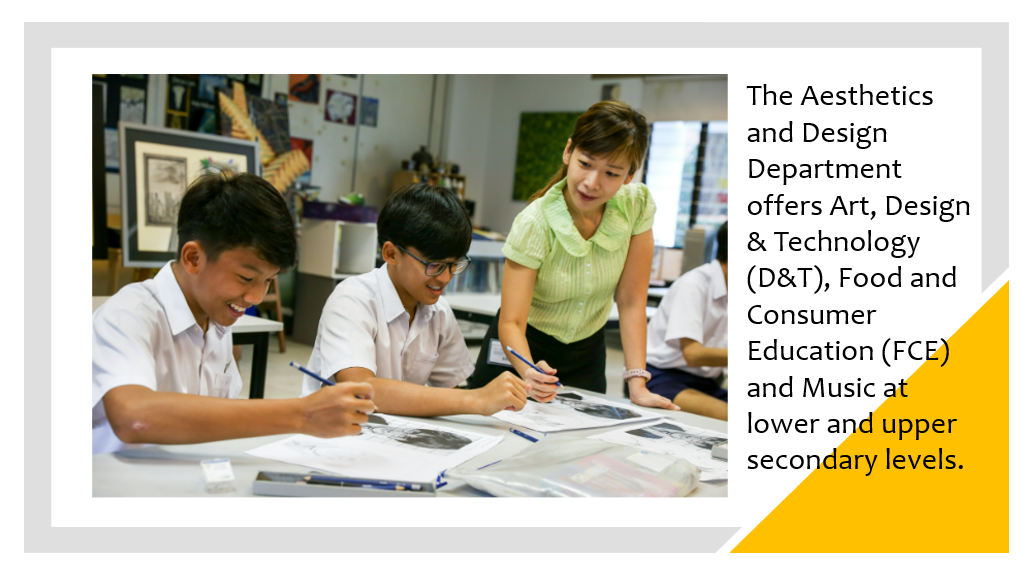 The Aesthetics
and Design
Department
offers Art, Design
& Technology
(D&T), Food and
Consumer
Education (FCE)
and Music at
lower and upper
secondary levels.